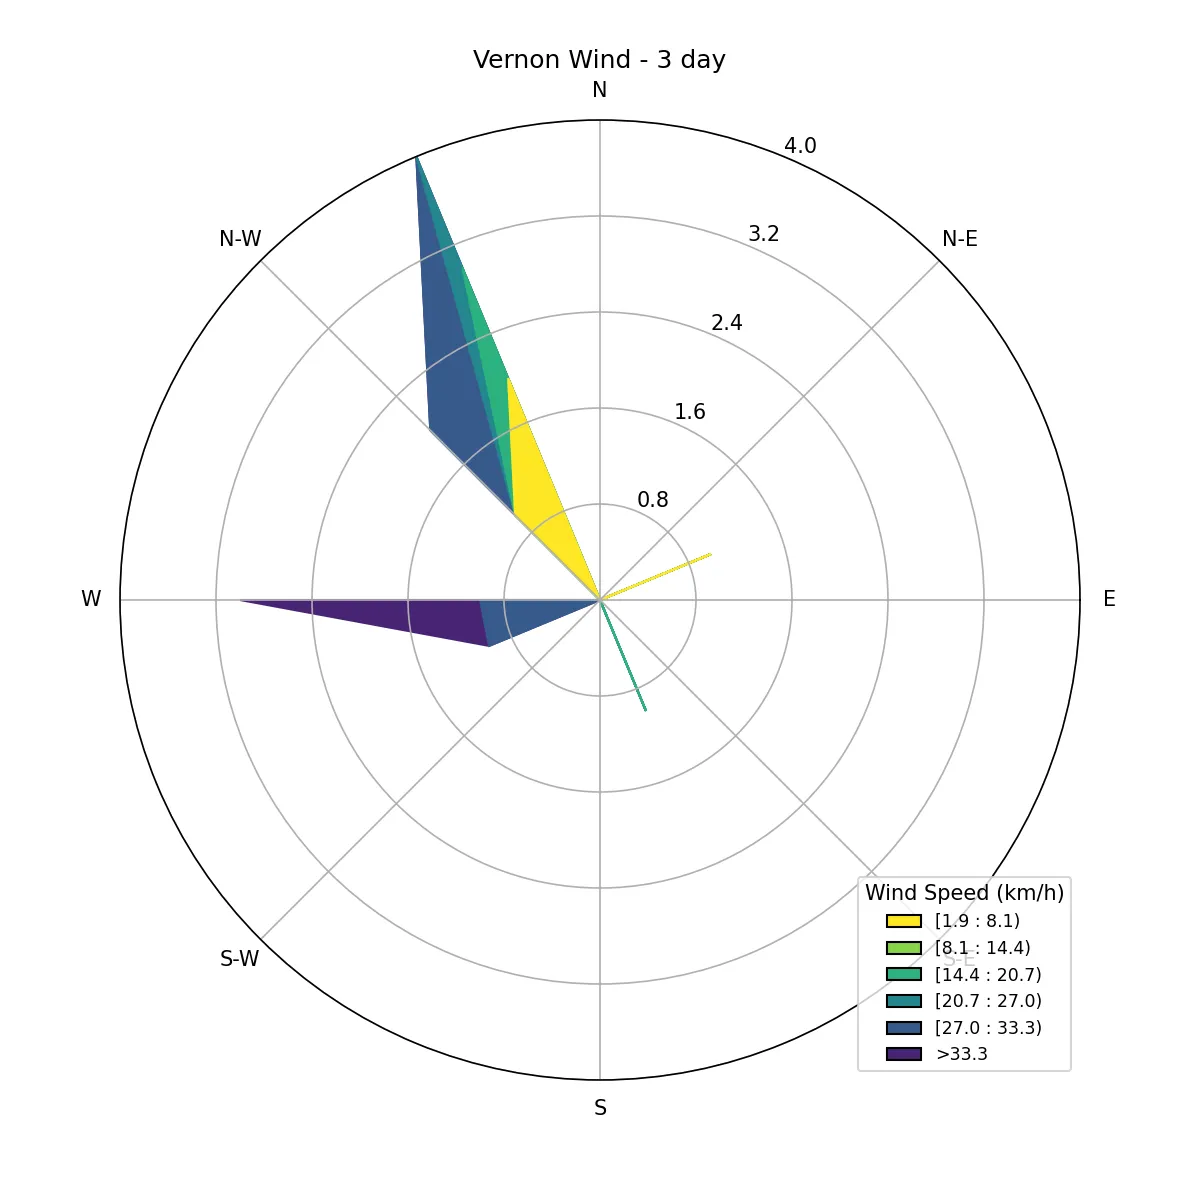 Vernon Wind - 3 day
N
4.0
N-W
N-E
3.2
2.4
1.6
0.8
W
E
Wind Speed (km/h)
[1.9 : 8.1)
[8.1 : 14.4)
S-W
S-E
[14.4 : 20.7)
[20.7 : 27.0)
[27.0 : 33.3)
>33.3
S